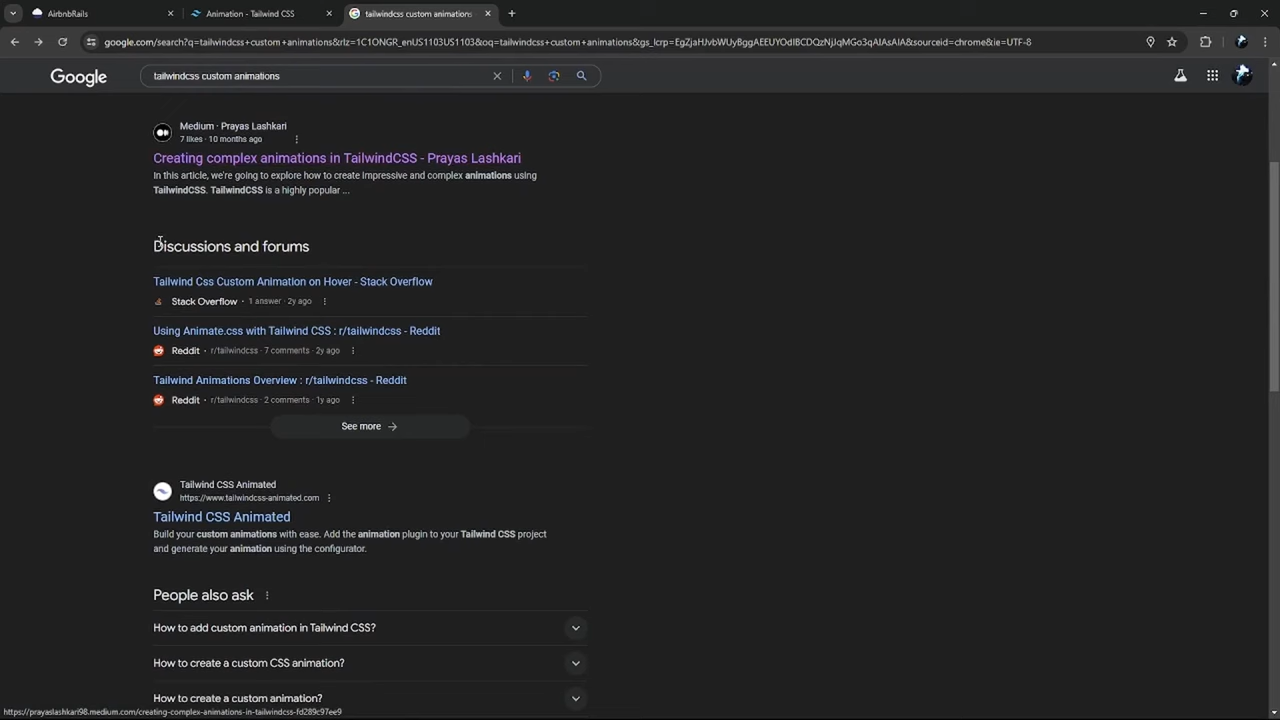 AirbnbRails
Animation - Tailwind CSS
tailwindcss custom animations
google.com/search?q=tailwindcss+custom+animations&rlz=1C1ONGR_enUS1103US1103&oq=tailwindcss+custom+animations&gs_lcrp=EgZjaHJvbWUyBggAEEUYOdIBCDQzNjJqMGo3qAIAsAIA&sourceid=chrome&ie=UTF-8
Google
tailwindcss custom animations
Medium · Prayas Lashkari
7 likes · 10 months ago
Creating complex animations in TailwindCSS - Prayas Lashkari
In this article, we're going to explore how to create impressive and complex animations using
TailwindCSS. TailwindCSS is a highly popular ...
Discussions and forums
Tailwind Css Custom Animation on Hover - Stack Overflow
Stack Overflow · 1 answer · 2y ago
Using Animate.css with Tailwind CSS : r/tailwindcss - Reddit
Reddit · r/tailwindcss · 7 comments · 2y ago
Tailwind Animations Overview : r/tailwindcss - Reddit
Reddit · r/tailwindcss · 2 comments · 1y ago
See more
Tailwind CSS Animated
https://www.tailwindcss-animated.com
Tailwind CSS Animated
Build your custom animations with ease. Add the animation plugin to your Tailwind CSS project
and generate your animation using the configurator.
People also ask
How to add custom animation in Tailwind CSS?
How to create a custom CSS animation?
How to create a custom animation?
https://prayaslashkari98.medium.com/creating-complex-animations-in-tailwindcss-fd289c97ee9